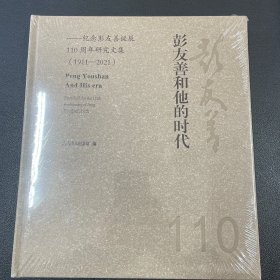 ——纪念彭友善诞辰
110周年研究文集
（1911—2021）
Peng Youshan
And His era
彭友善和他的时代
彭友善
110